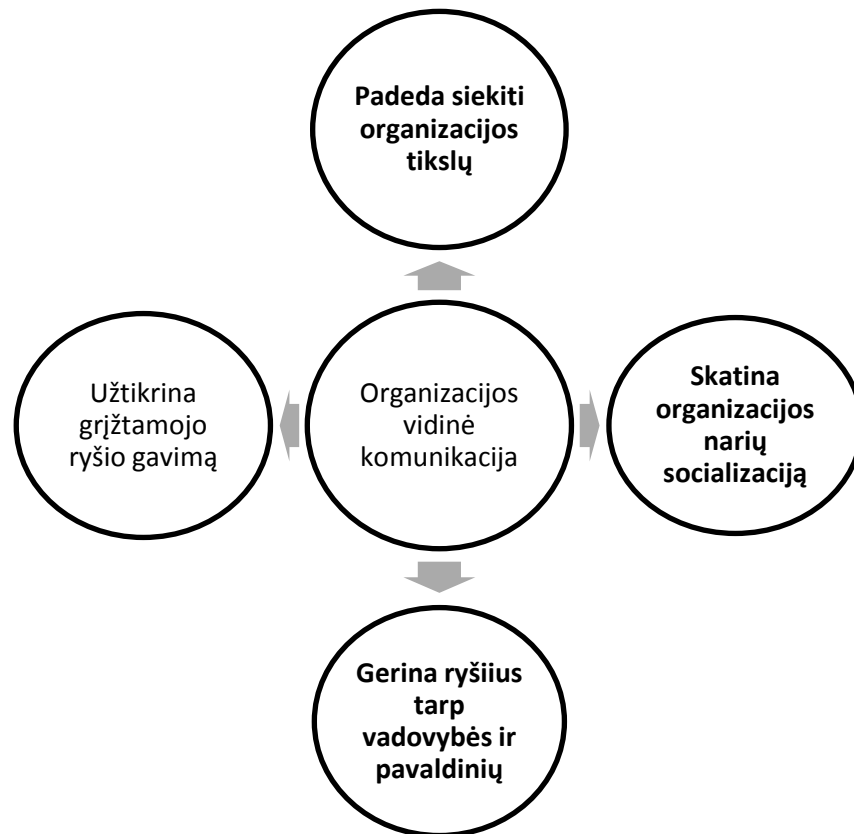 Padeda siekiti
organizacijos
tikslų
Užtikrina
grįžtamojo
ryšio gavimą
Organizacijos
vidinė
komunikacija
Skatina
organizacijos
narių
socializaciją
Gerina ryšiius
tarp
vadovybės ir
pavaldinių